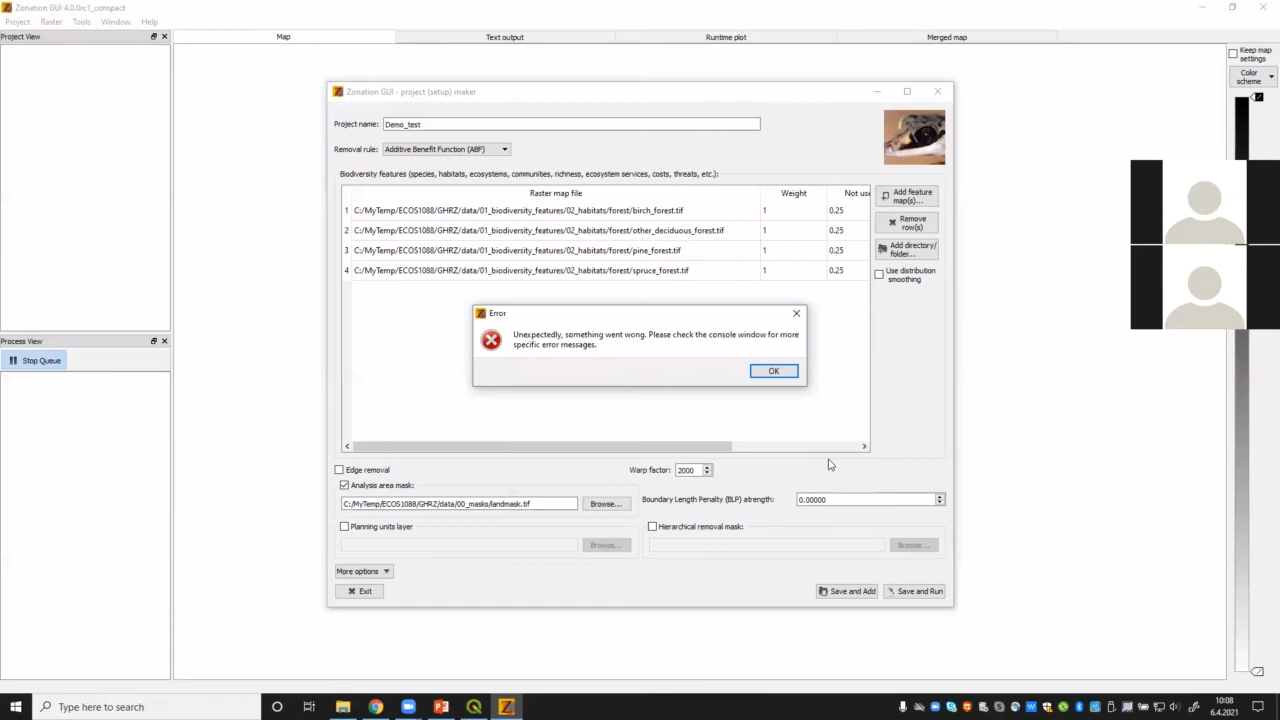 Zonation GUI 4.0.0rc1_compact
Project Raster Tools Window Help
Project View
Map
Text output
Runtime plot
Merged map
Keep map
settings
Color
scheme
Zonation GUI - project (setup) maker
Project name:
Demo_test
Removal rule:
Additive Benefit Function (ABF)
Biodiversity features (species, habitats, ecosystems, communities, richness, ecosystem services, costs, threats, etc.):
Raster map file Weight Not use
1 C:/MyTemp/ECOS1088/GHRZ/data/01_biodiversity_features/02_habitats/forest/birch_forest.tif 1 0.25
2 C:/MyTemp/ECOS1088/GHRZ/data/01_biodiversity_features/02_habitats/forest/other_deciduous_forest.tif 1 0.25
3 C:/MyTemp/ECOS1088/GHRZ/data/01_biodiversity_features/02_habitats/forest/pine_forest.tif 1 0.25
4 C:/MyTemp/ECOS1088/GHRZ/data/01_biodiversity_features/02_habitats/forest/spruce_forest.tif 1 0.25
Add feature
map(s)...
Remove
row(s)
Add directory/
folder...
Use distribution
smoothing
Error
Unexpectedly, something went wong. Please check the console window for more
specific error messages.
OK
Process View
Stop Queue
Edge removal
Warp factor: 2000
Analysis area mask:
C:/MyTemp/ECOS1088/GHRZ/data/00_masks/landmask.tif
Browse...
Boundary Length Penalty (BLP) atrength:
0.00000
Planning units layer
Browse...
Hierarchical removal mask:
Browse...
More options
Exit
Save and Add
Save and Run
Type here to search
10:08
6.4.2021